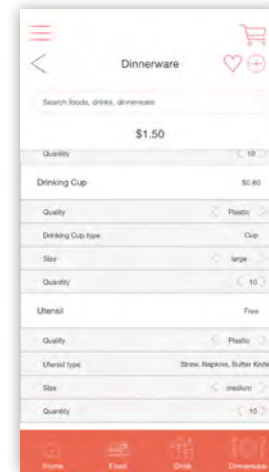 Dinnerware
Search foods, drinks, dinnerware
$1.50
Quantity 10
Drinking Cup $0.60
Quality Plastic
Drinking Cup type Cup
Size large
Quantity 10
Utensil Free
Quality Plastic
Utensil type Straw, Napkins, Butter Knife
Size medium
Quantity 10
Home Food Drink Dinnerware